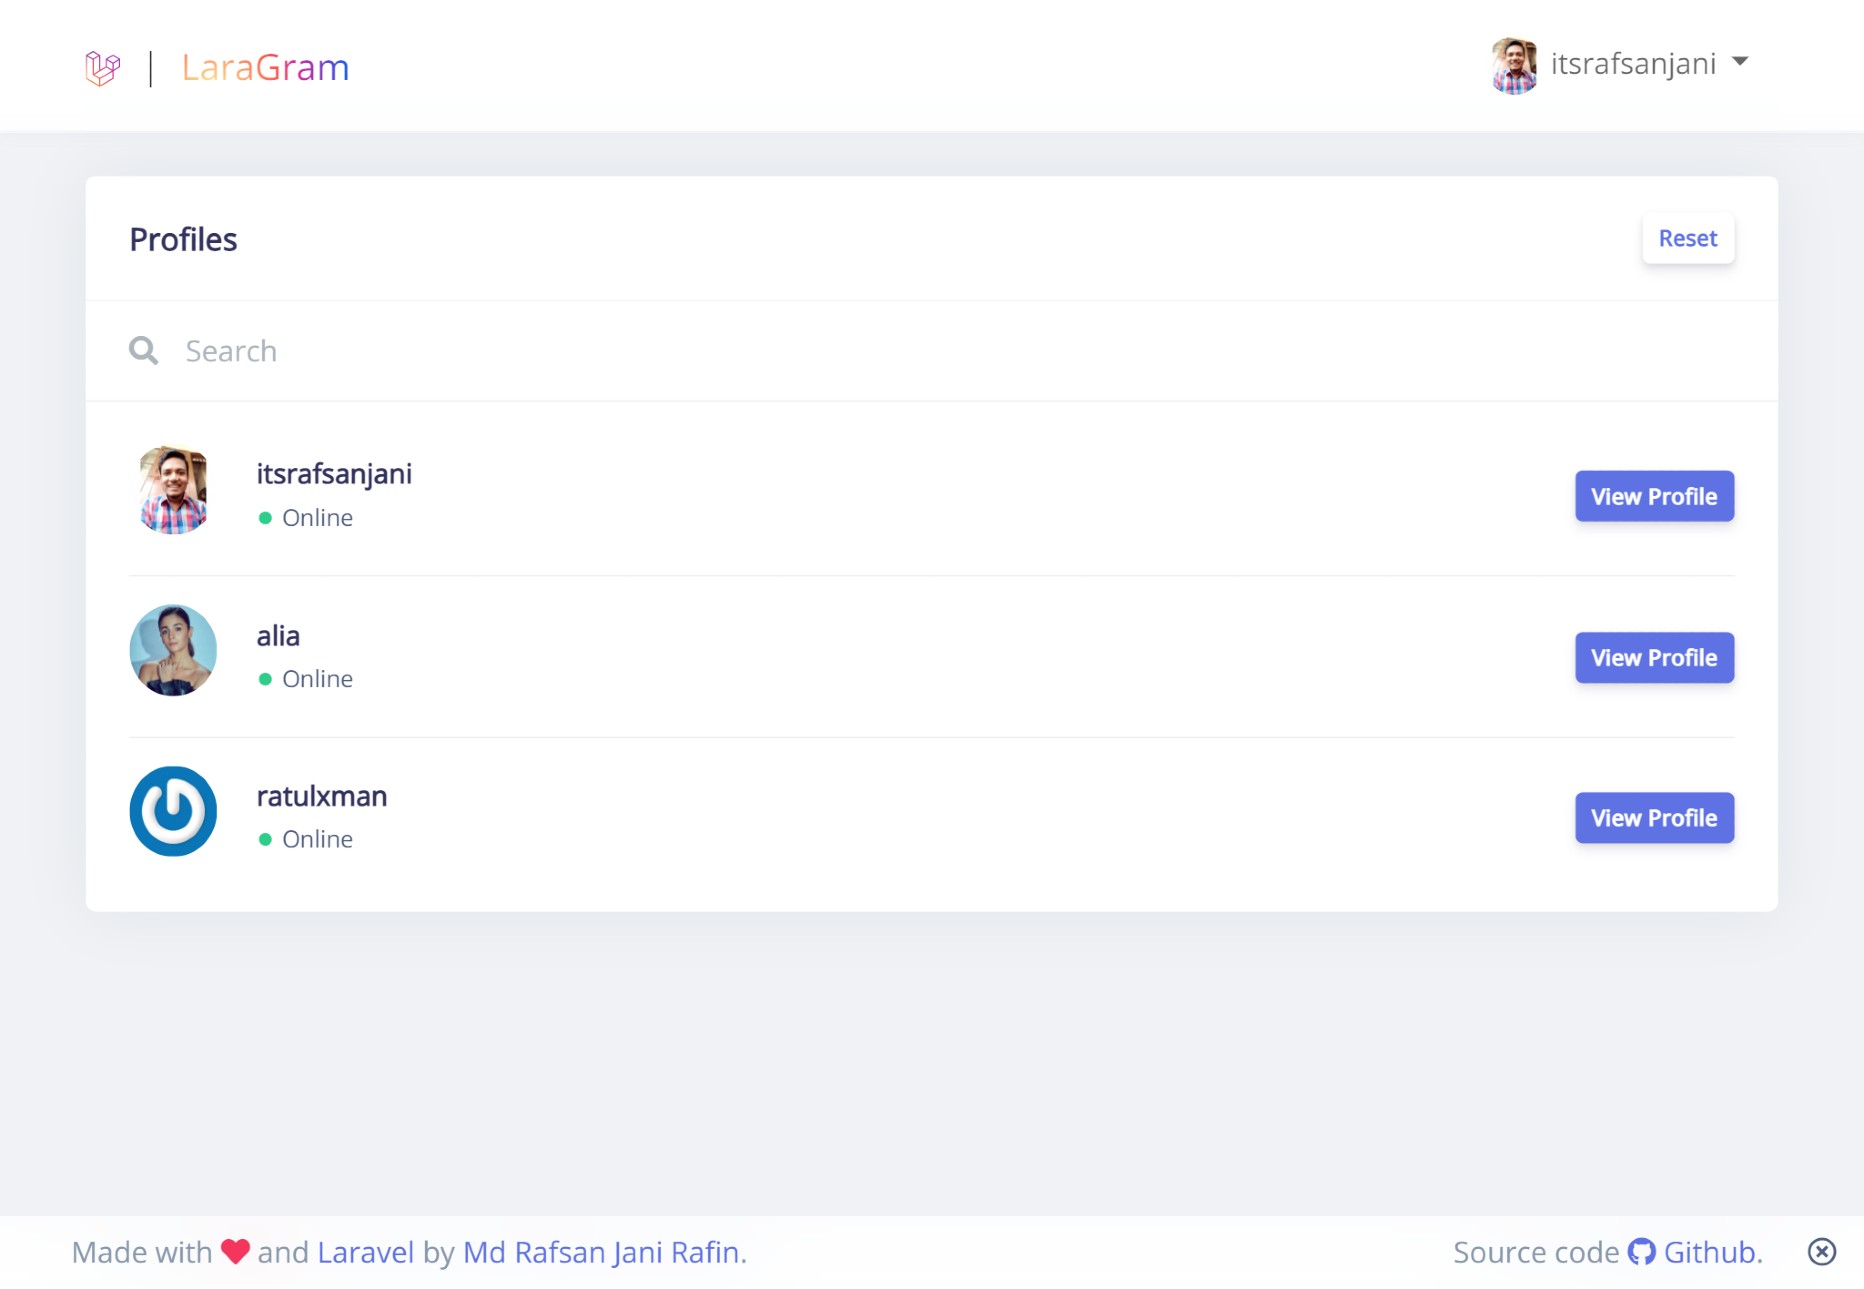 LaraGram
itsrafsanjani
Profiles
Reset
Search
itsrafsanjani
Online
View Profile
alia
Online
View Profile
ratulxman
Online
View Profile
Made with and Laravel by Md Rafsan Jani Rafin.
Source code Github.